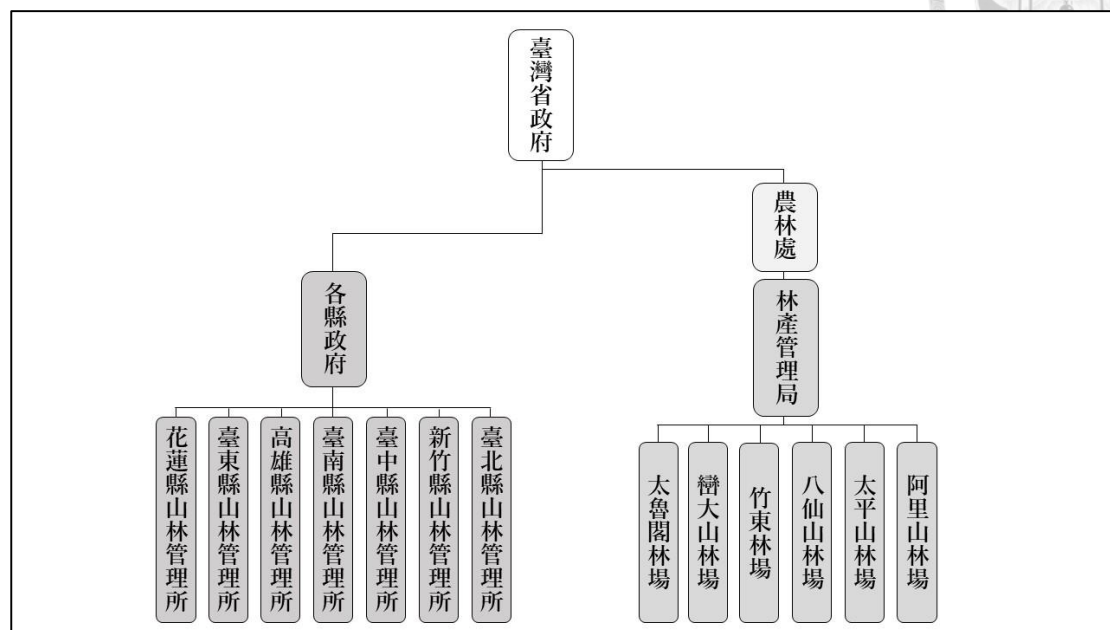 臺灣省政府
農林處
林產管理局
各縣政府
花蓮縣山林管理所
臺東縣山林管理所
高雄縣山林管理所
臺南縣山林管理所
臺中縣山林管理所
新竹縣山林管理所
臺北縣山林管理所
太魯閣林場
巒大山林場
竹東林場
八仙山林場
太平山林場
阿里山林場